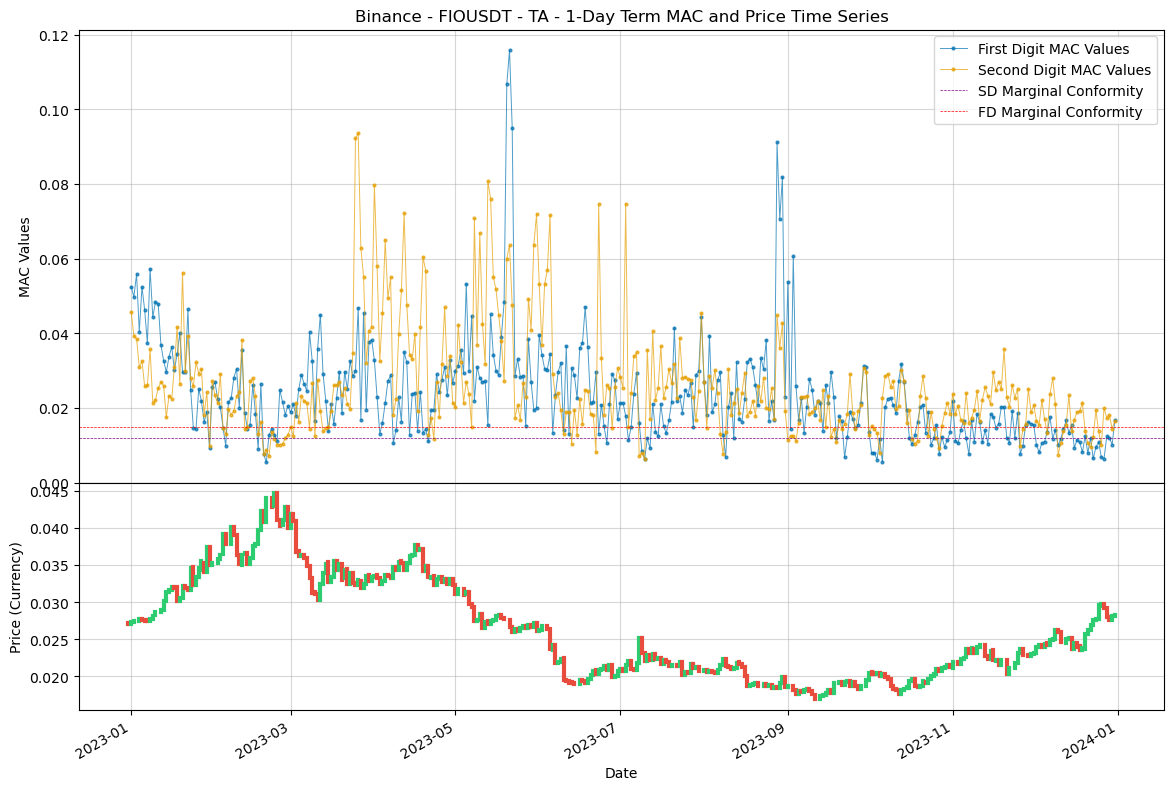 Binance - FIOUSDT - TA - 1-Day Term MAC and Price Time Series
First Digit MAC Values
Second Digit MAC Values
SD Marginal Conformity
FD Marginal Conformity
MAC Values
0.12
0.10
0.08
0.06
0.04
0.02
0.00
Price (Currency)
0.045
0.040
0.035
0.030
0.025
0.020
2023-01
2023-03
2023-05
2023-07
2023-09
2023-11
2024-01
Date